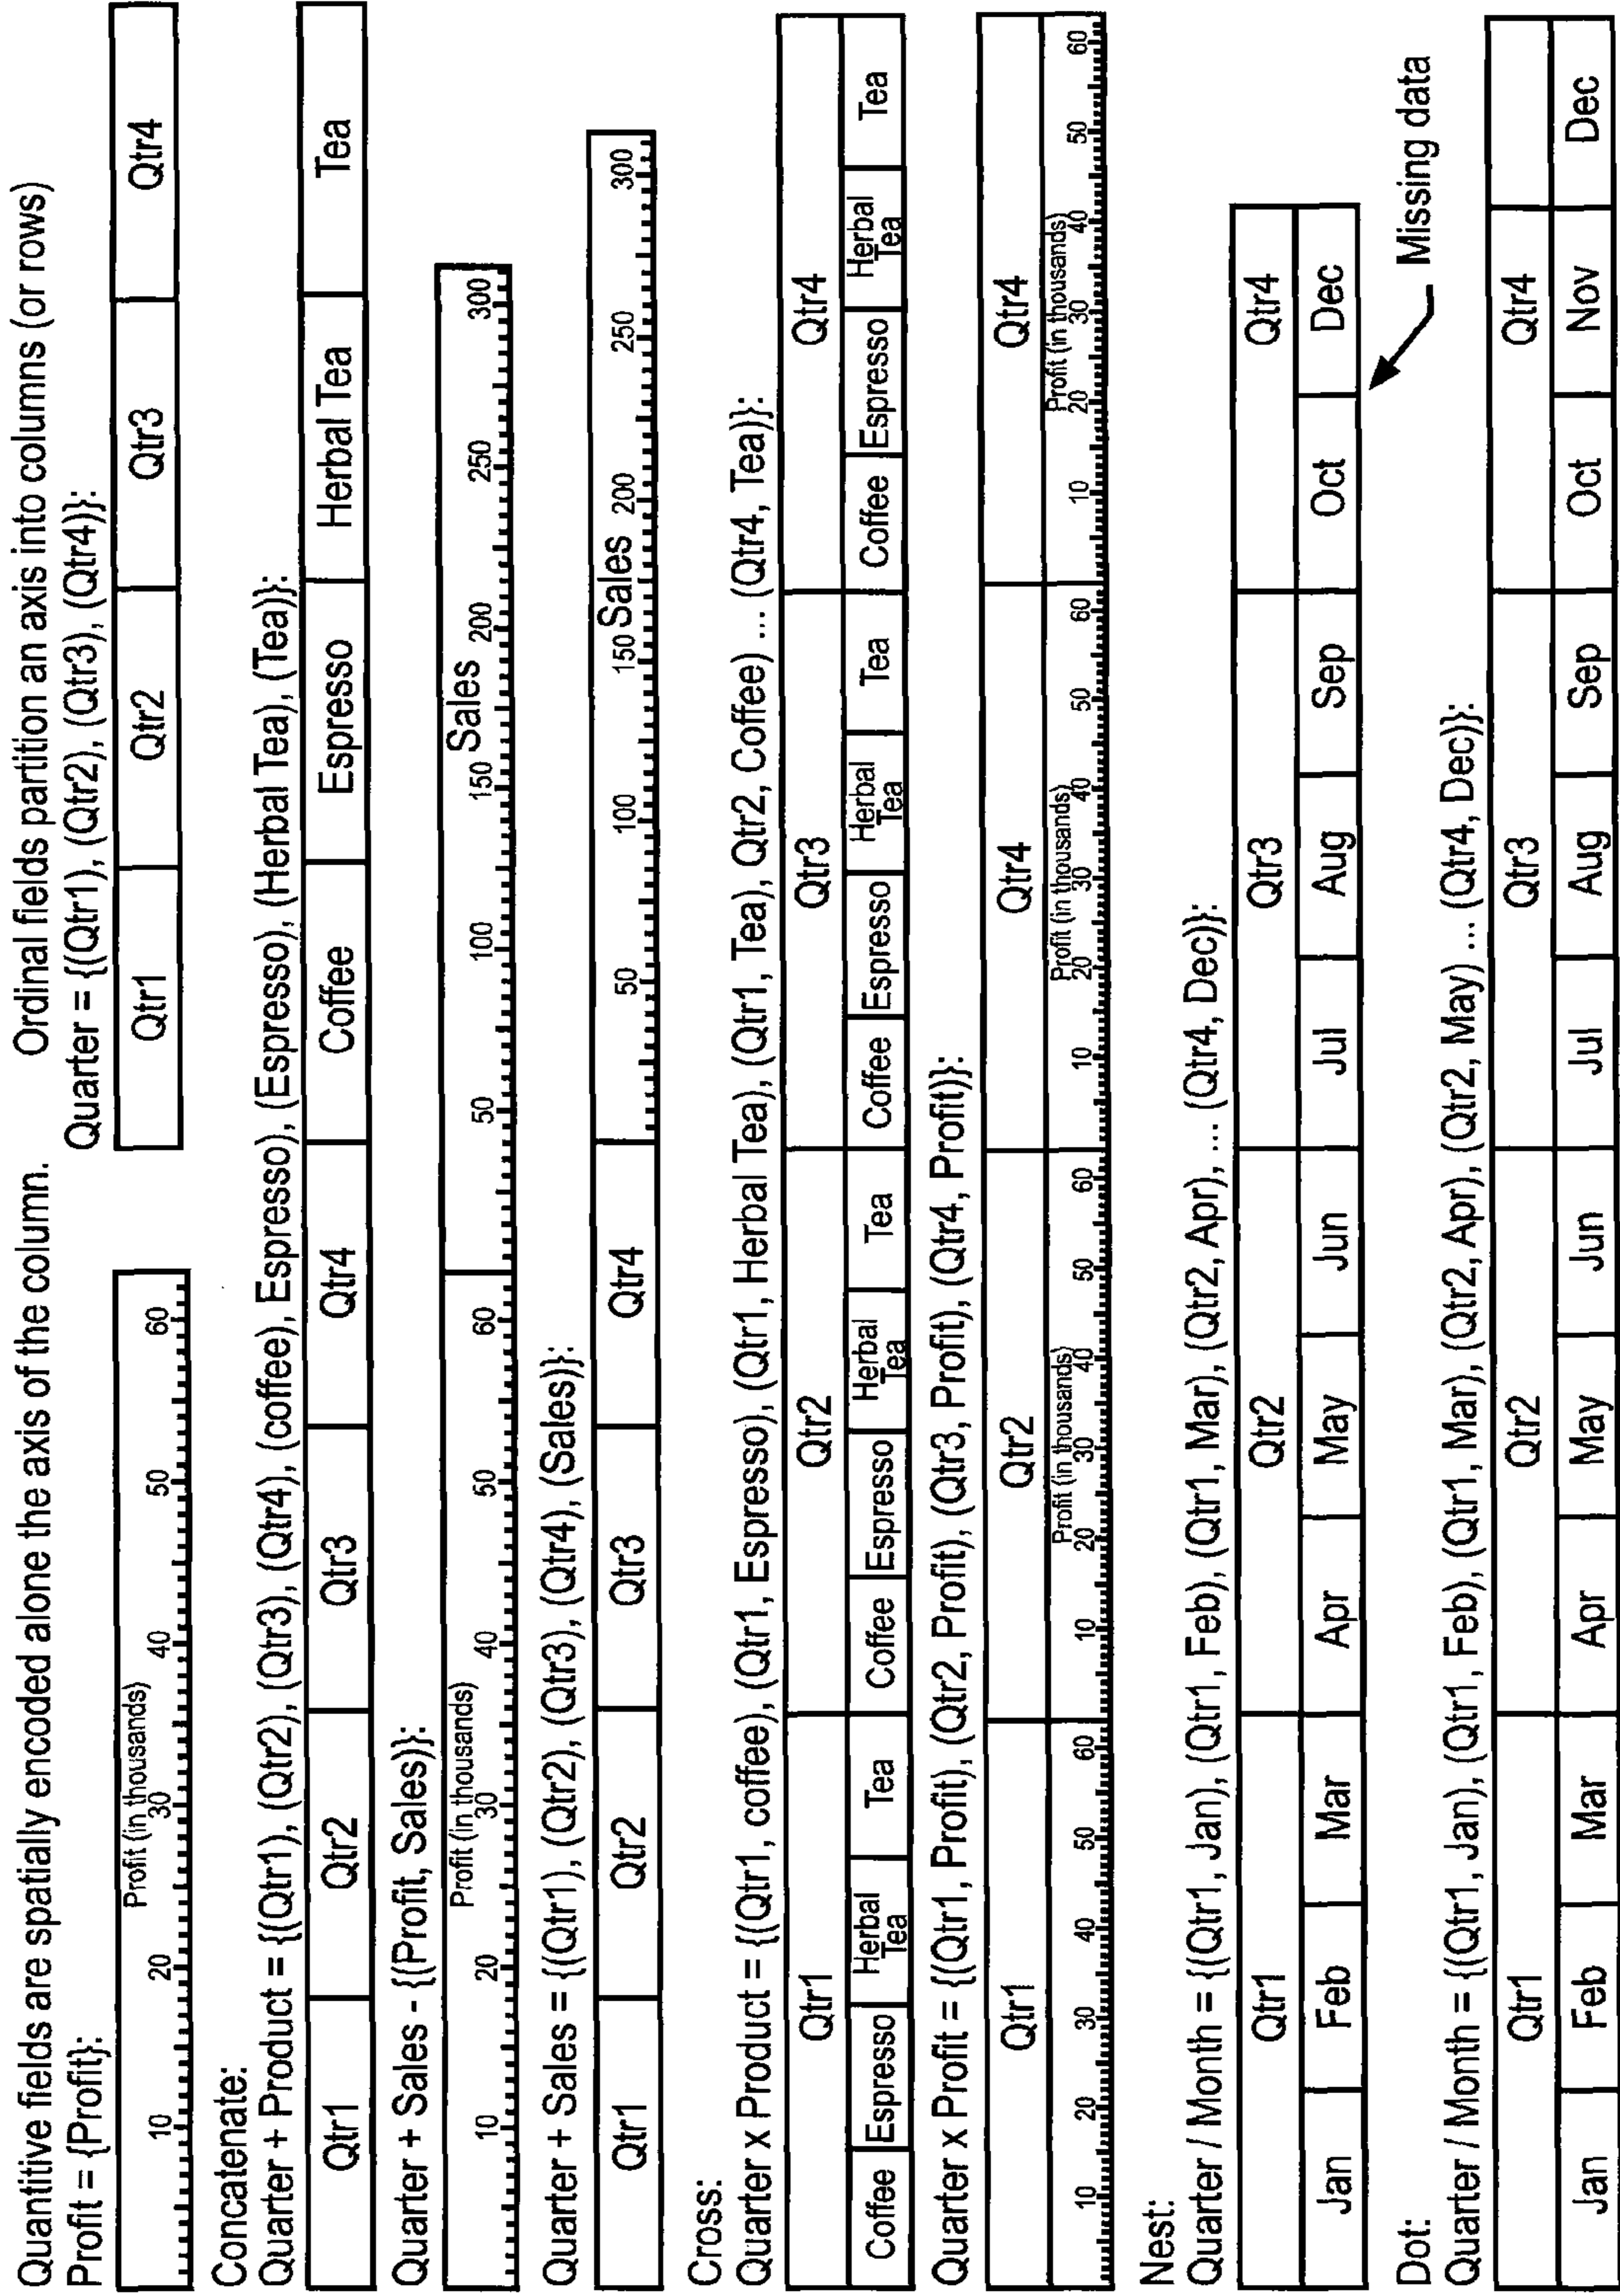 Quantitive fields are spatially encoded alone the axis of the column.
Profit = {Profit}:
10 20 30 40 50 60
Profit (in thousands)
Ordinal fields partition an axis into columns (or rows)
Quarter = {(Qtr1), (Qtr2), (Qtr3), (Qtr4)}:
Qtr1 Qtr2 Qtr3 Qtr4
Concatenate:
Quarter + Product = {(Qtr1), (Qtr2), (Qtr3), (Qtr4), (coffee), Espresso), (Espresso), (Herbal Tea), (Tea)}:
Qtr1 Qtr2 Qtr3 Qtr4 Coffee Espresso Herbal Tea Tea
Quarter + Sales - {(Profit, Sales)}:
Profit (in thousands) Sales
10 20 30 40 50 60 50 100 150 200 250 300
Quarter + Sales = {(Qtr1), (Qtr2), (Qtr3), (Qtr4), (Sales)}:
Qtr1 Qtr2 Qtr3 Qtr4 Sales
50 100 150 200 250 300
Cross:
Quarter x Product = {(Qtr1, coffee), (Qtr1, Espresso), (Qtr1, Herbal Tea), (Qtr1, Tea), Qtr2, Coffee) ... (Qtr4, Tea)}:
Qtr1 Qtr2 Qtr3 Qtr4
Coffee Espresso Herbal Tea Tea Coffee Espresso Herbal Tea Tea Coffee Espresso Herbal Tea Tea Coffee Espresso Herbal Tea Tea
Quarter x Profit = {(Qtr1, Profit), (Qtr2, Profit), (Qtr3, Profit), (Qtr4, Profit)}:
Qtr1 Qtr2 Qtr4 Qtr4
Profit (in thousands) Profit (in thousands) Profit (in thousands)
10 20 30 40 50 60 10 20 30 40 50 60 10 20 30 40 50 60 10 20 30 40 50 60
Nest:
Quarter / Month = {(Qtr1, Jan), (Qtr1, Feb), (Qtr1, Mar), (Qtr2, Apr), ... (Qtr4, Dec)}:
Qtr1 Qtr2 Qtr3 Qtr4
Jan Feb Mar Apr May Jun Jul Aug Sep Oct Dec
Missing data
Dot:
Quarter / Month = {(Qtr1, Jan), (Qtr1, Feb), (Qtr1, Mar), (Qtr2, Apr), (Qtr2, May) ... (Qtr4, Dec)}:
Qtr1 Qtr2 Qtr3 Qtr4
Jan Feb Mar Apr May Jun Jul Aug Sep Oct Nov Dec